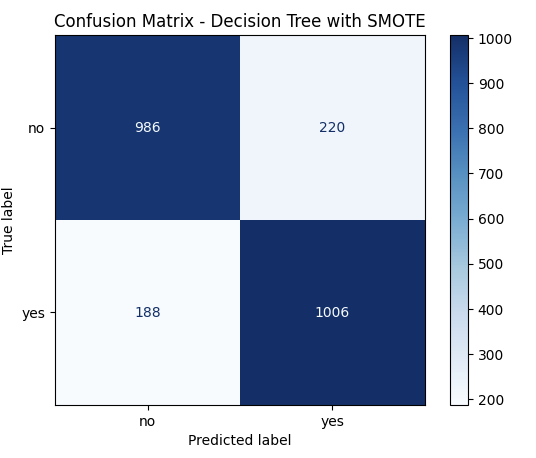 Confusion Matrix - Decision Tree with SMOTE
True label
no
yes
986
220
188
1006
no
yes
Predicted label
1000
900
800
700
600
500
400
300
200